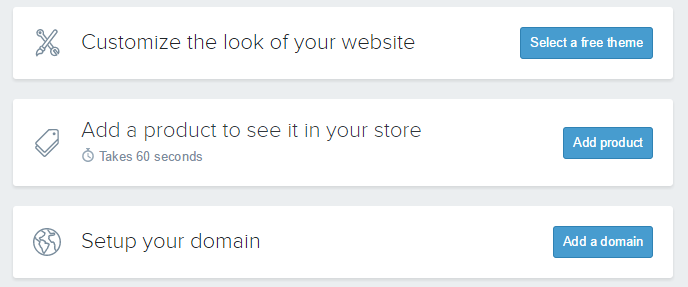 Customize the look of your website
Select a free theme
Add a product to see it in your store
Takes 60 seconds
Add product
Setup your domain
Add a domain